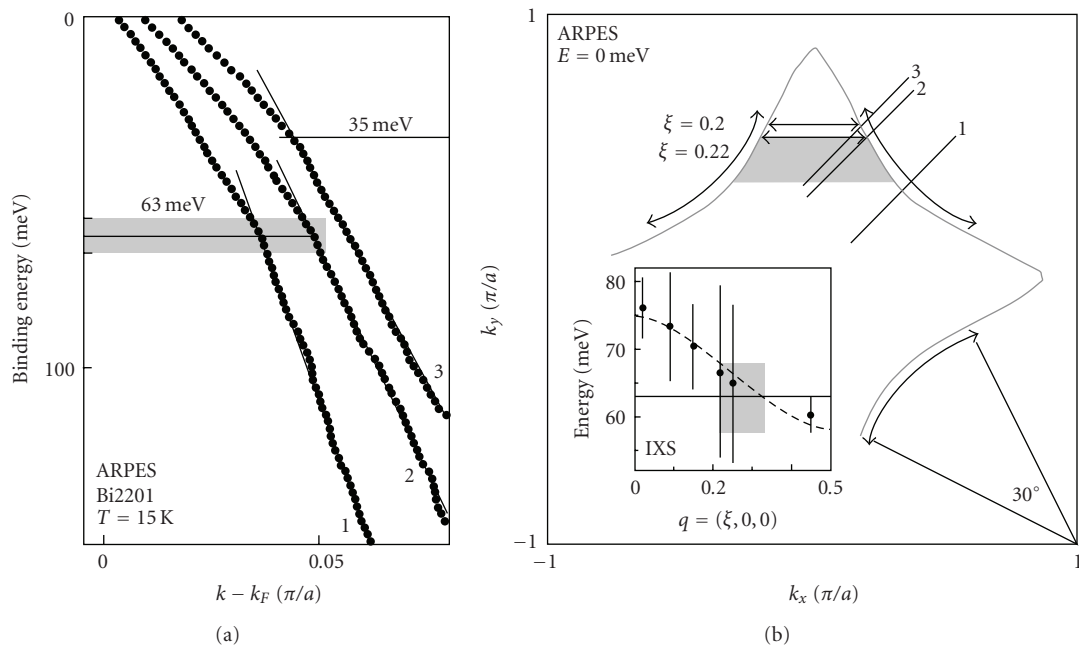 0
35 meV
63 meV
100
Binding energy (meV)
ARPES
Bi2201
T = 15 K
1
2
3
0
0.05
k − k_F (π/a)
(a)
1
ARPES
E = 0 meV
3
2
1
ξ = 0.2
ξ = 0.22
k_y (π/a)
80
70
60
Energy (meV)
IXS
0
0.2
0.5
q = (ξ, 0, 0)
30°
−1
−1
1
k_x (π/a)
(b)